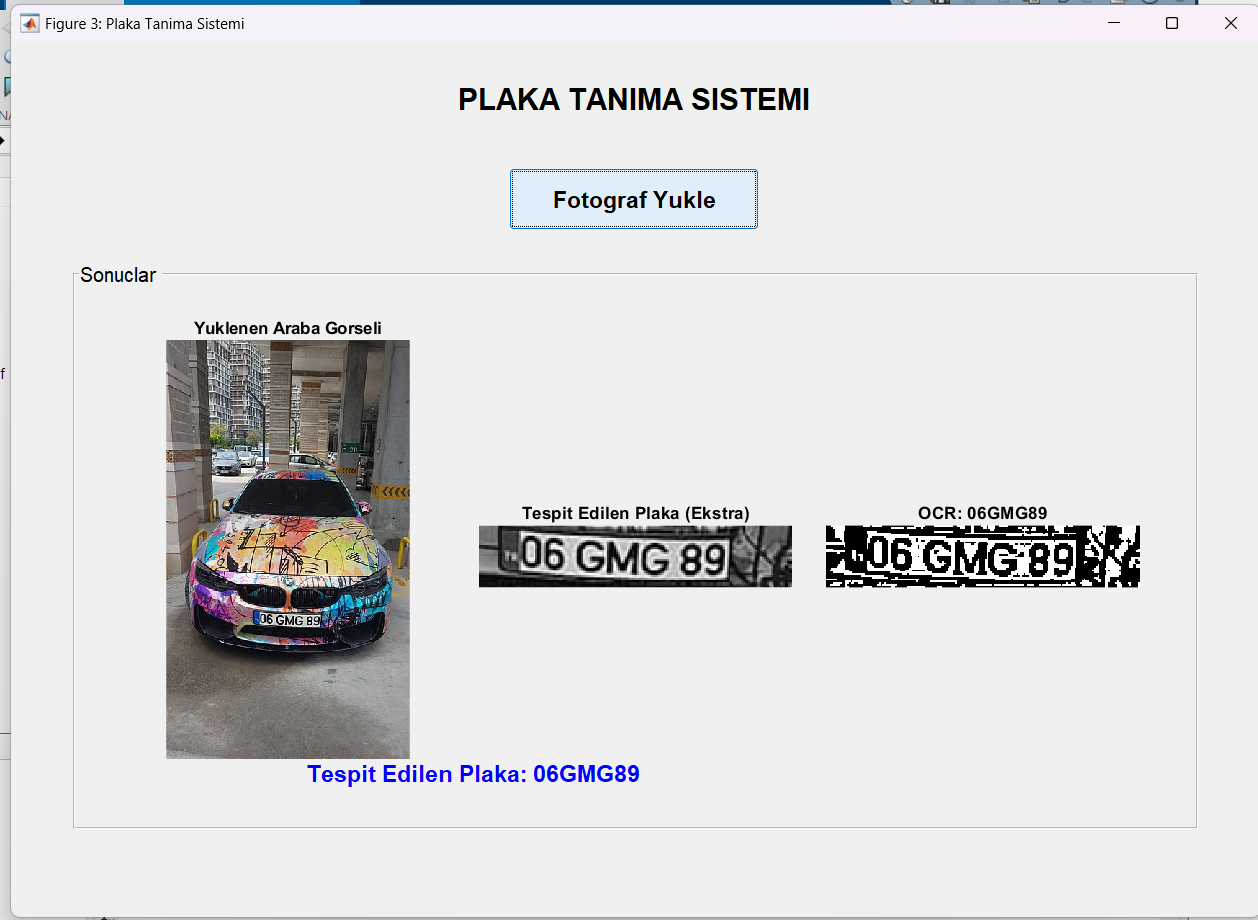 Figure 3: Plaka Tanima Sistemi
PLAKA TANIMA SISTEMI
Fotograf Yukle
Sonuclar
Yuklenen Araba Gorseli
06 GMG 89
Tespit Edilen Plaka (Ekstra)
06 GMG 89
OCR: 06GMG89
06 GMG 89
Tespit Edilen Plaka: 06GMG89